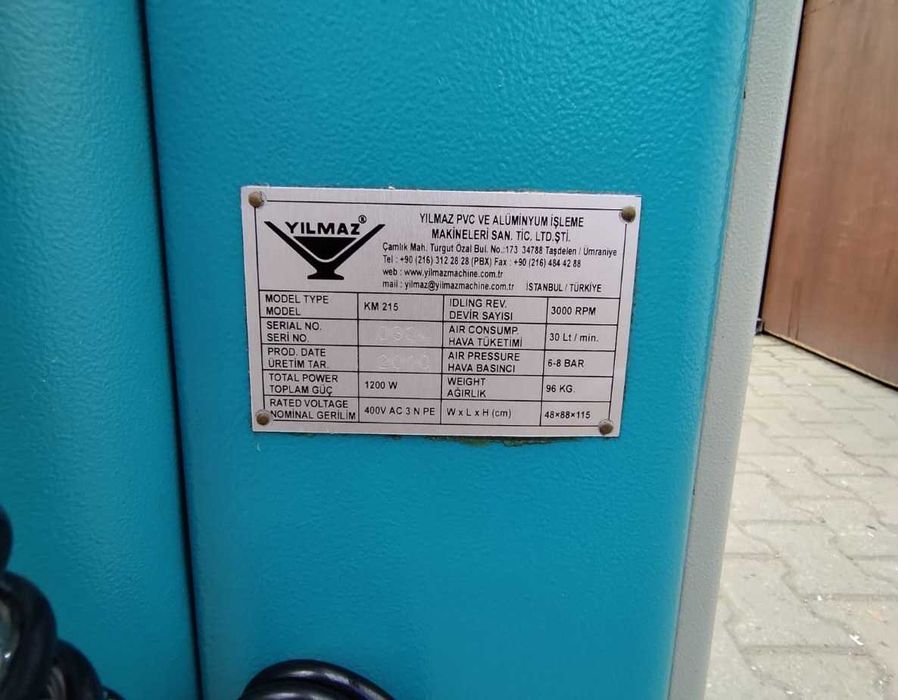 YILMAZ ®
YILMAZ PVC VE ALÜMİNYUM İŞLEME
MAKİNELERİ SAN. TİC. LTD.ŞTİ.
Çamlık Mah. Turgut Özal Bul. No.:173 34788 Taşdelen / Ümraniye
Tel : +90 (216) 312 28 28 (PBX) Fax : +90 (216) 484 42 88
web : www.yilmazmachine.com.tr
mail : yilmaz@yilmazmachine.com.tr İSTANBUL / TÜRKİYE
MODEL TYPE
MODEL
KM 215
IDLING REV.
DEVİR SAYISI
3000 RPM
SERIAL NO.
SERİ NO.
AIR CONSUMP.
HAVA TÜKETİMİ
30 Lt / min.
PROD. DATE
ÜRETİM TAR.
AIR PRESSURE
HAVA BASINCI
6-8 BAR
TOTAL POWER
TOPLAM GÜÇ
1200 W
WEIGHT
AĞIRLIK
96 KG.
RATED VOLTAGE
NOMİNAL GERİLİM
400V AC 3 N PE
W x L x H (cm)
48×88×115